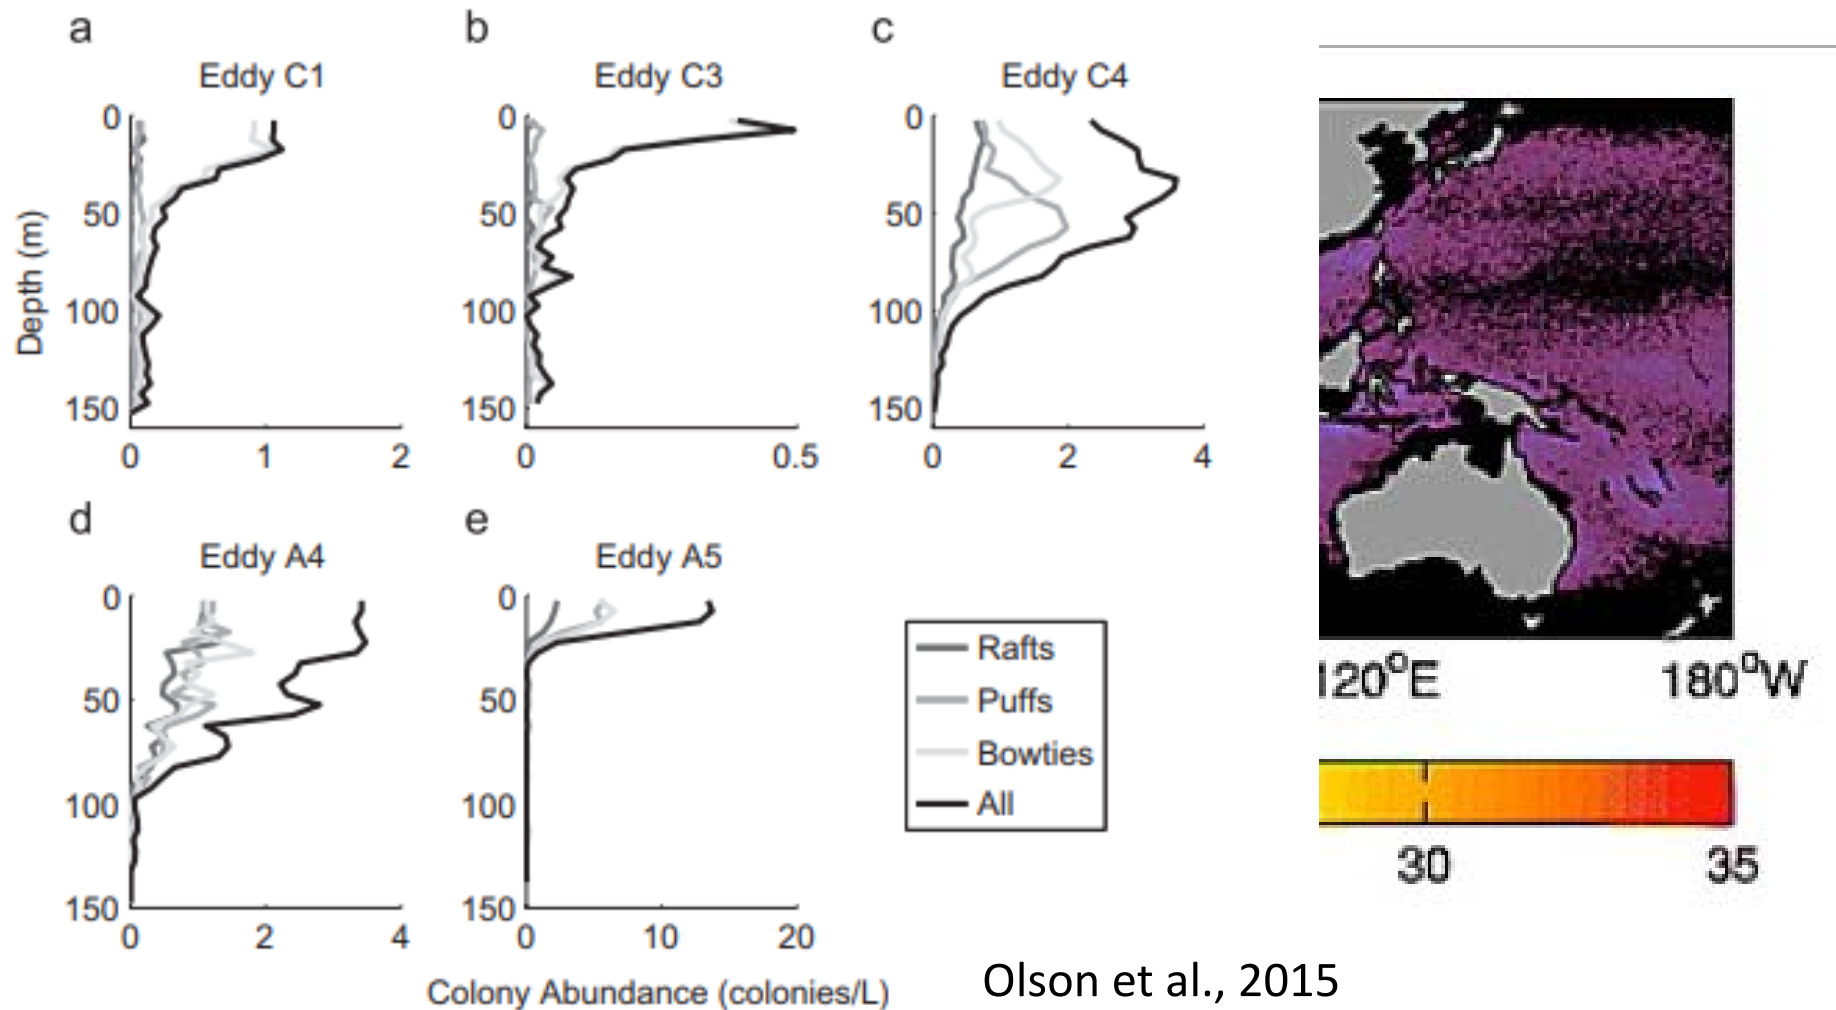 a
Eddy C1
0
50
100
150
0 1 2
Depth (m)
b
Eddy C3
0
50
100
150
0 0.5
c
Eddy C4
0
50
100
150
0 2 4
d
Eddy A4
0
50
100
150
0 2 4
e
Eddy A5
0
50
100
150
0 10 20
Colony Abundance (colonies/L)
Rafts
Puffs
Bowties
All
120°E 180°W
30 35
Olson et al., 2015